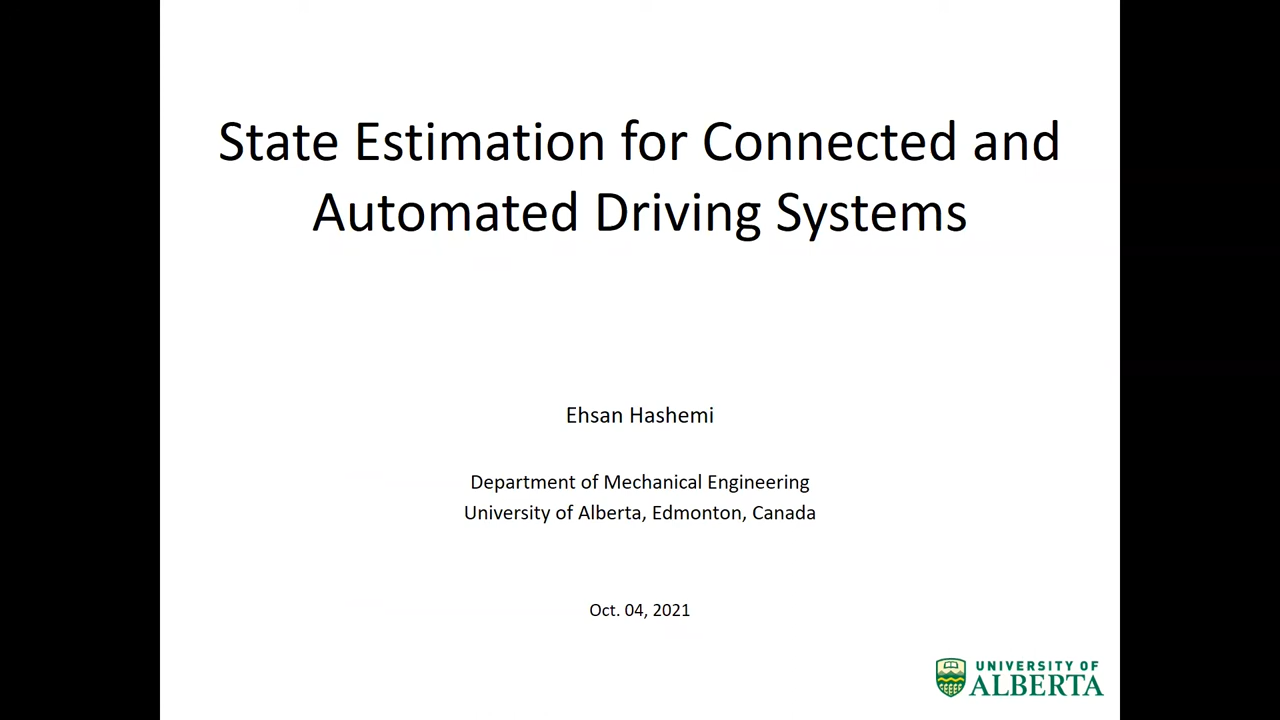 State Estimation for Connected and
Automated Driving Systems
Ehsan Hashemi
Department of Mechanical Engineering
University of Alberta, Edmonton, Canada
Oct. 04, 2021
UNIVERSITY OF
ALBERTA